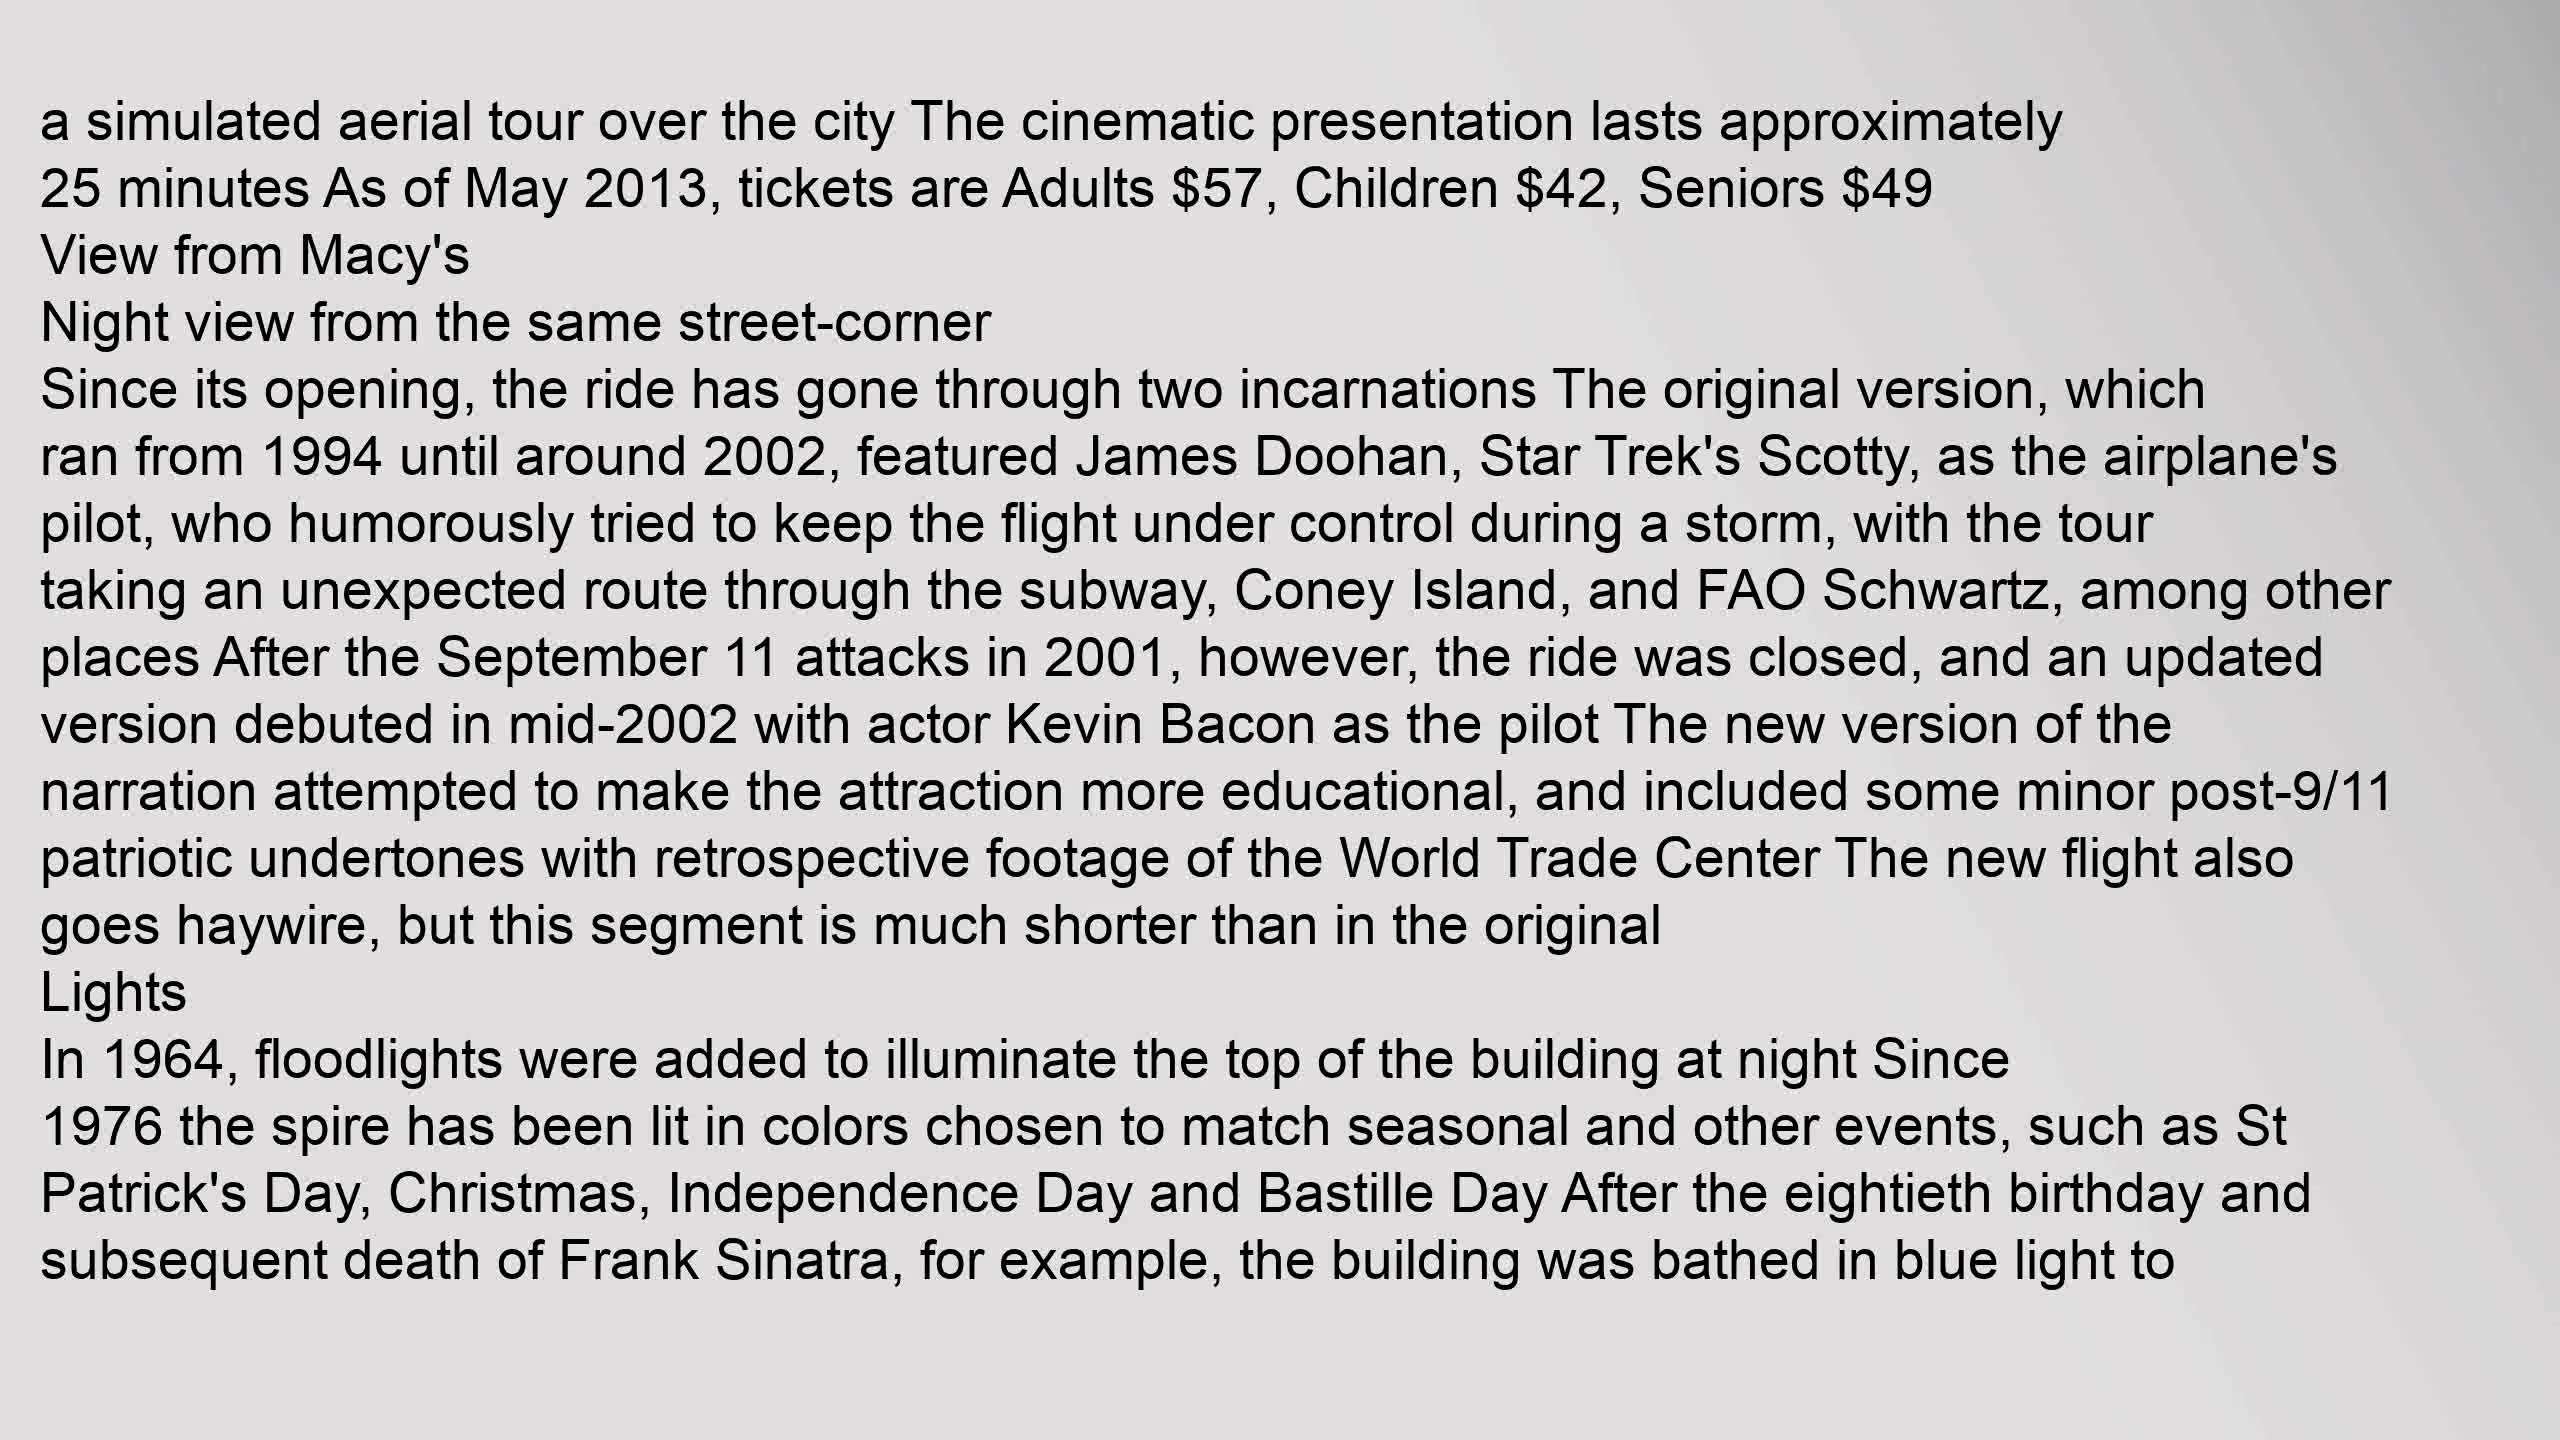 a simulated aerial tour over the city The cinematic presentation lasts approximately
25 minutes As of May 2013, tickets are Adults $57, Children $42, Seniors $49
View from Macy's
Night view from the same street-corner
Since its opening, the ride has gone through two incarnations The original version, which
ran from 1994 until around 2002, featured James Doohan, Star Trek's Scotty, as the airplane's
pilot, who humorously tried to keep the flight under control during a storm, with the tour
taking an unexpected route through the subway, Coney Island, and FAO Schwartz, among other
places After the September 11 attacks in 2001, however, the ride was closed, and an updated
version debuted in mid-2002 with actor Kevin Bacon as the pilot The new version of the
narration attempted to make the attraction more educational, and included some minor post-9/11
patriotic undertones with retrospective footage of the World Trade Center The new flight also
goes haywire, but this segment is much shorter than in the original
Lights
In 1964, floodlights were added to illuminate the top of the building at night Since
1976 the spire has been lit in colors chosen to match seasonal and other events, such as St
Patrick's Day, Christmas, Independence Day and Bastille Day After the eightieth birthday and
subsequent death of Frank Sinatra, for example, the building was bathed in blue light to